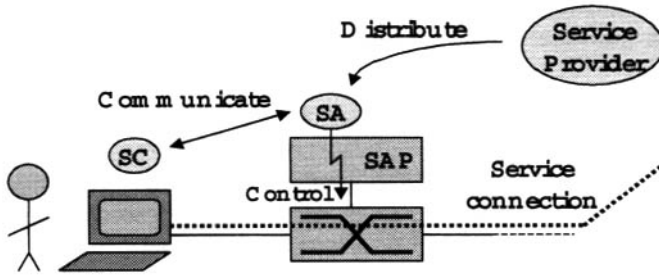 Distribute
Service
Provider
Communicate
SA
SC
SAP
Control
Service
connection